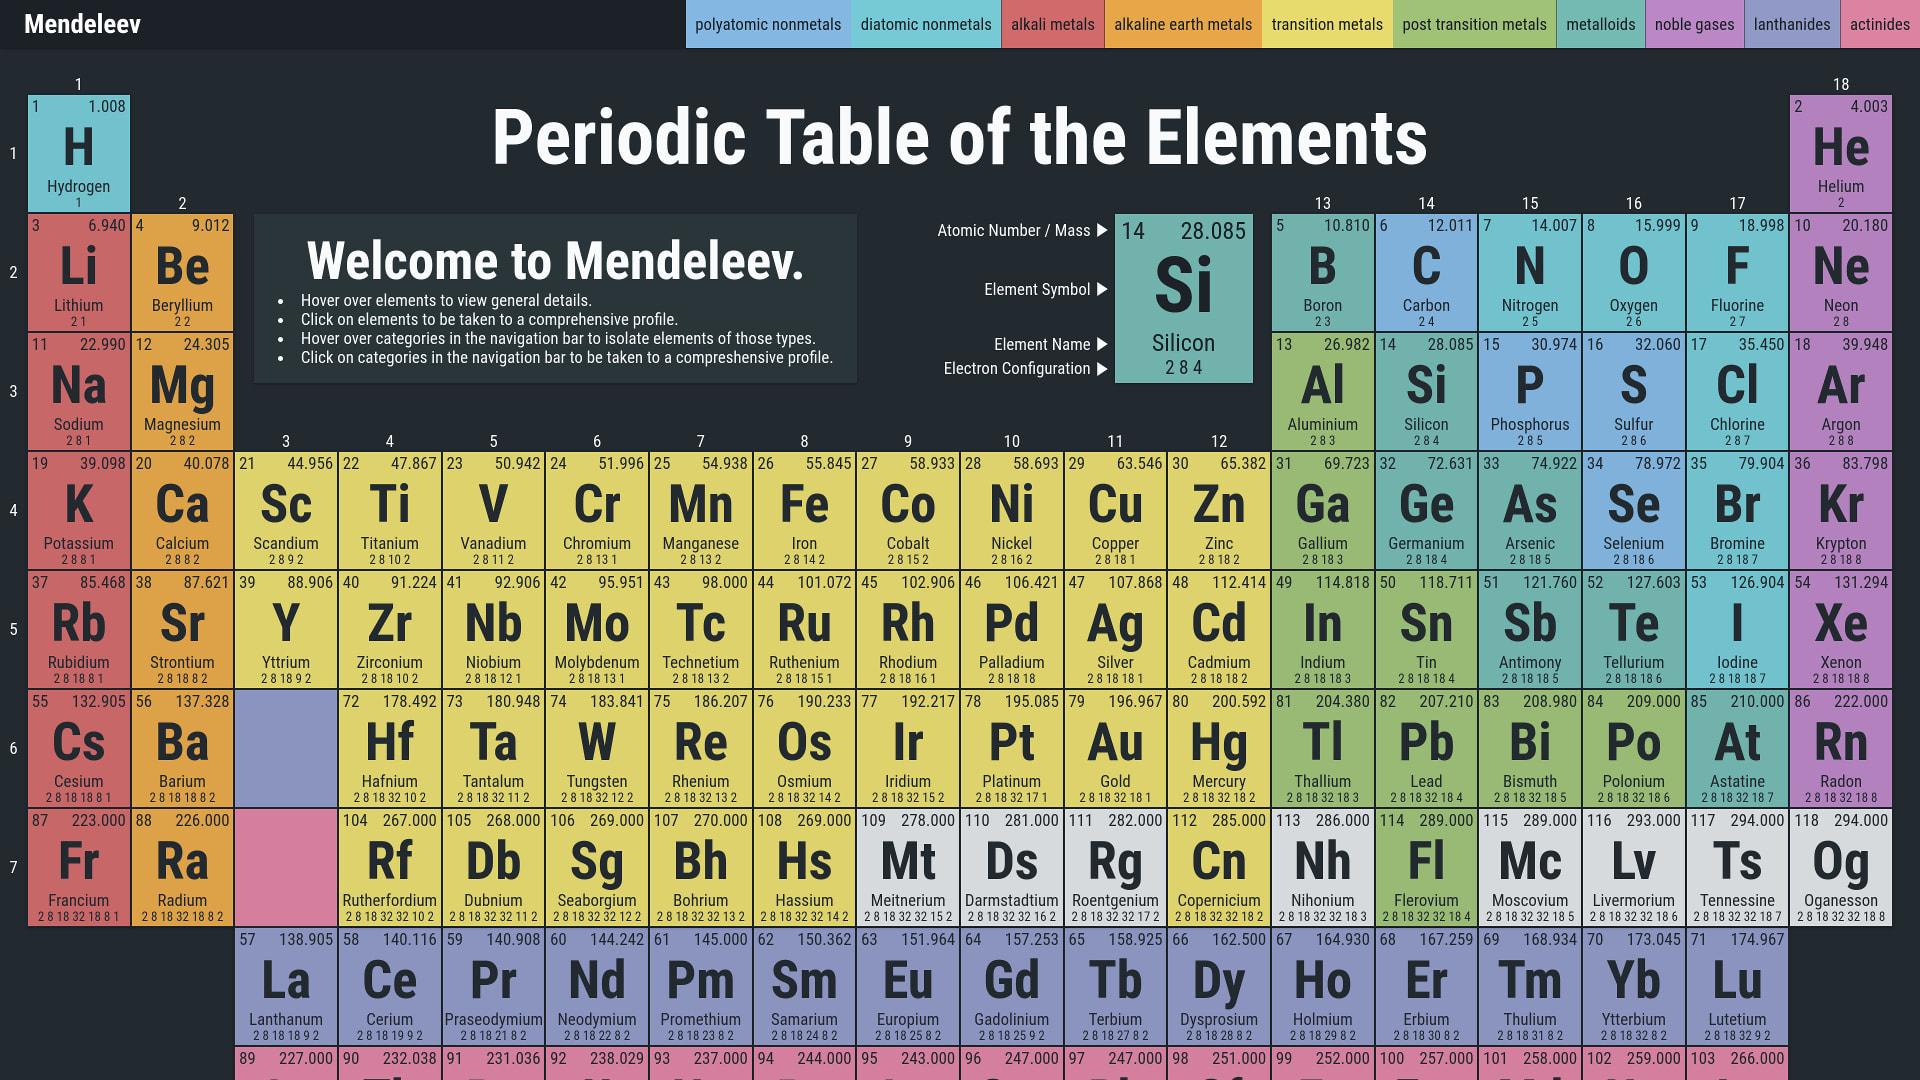 Mendeleev
polyatomic nonmetals diatomic nonmetals alkali metals alkaline earth metals transition metals post transition metals metalloids noble gases lanthanides actinides
1 18
1 1.008 2 4.003
Periodic Table of the Elements
1 H He
Hydrogen Helium
1 2
2 13 14 15 16 17
3 6.940 4 9.012 5 10.810 6 12.011 7 14.007 8 15.999 9 18.998 10 20.180
Atomic Number / Mass 14 28.085
Welcome to Mendeleev.
2 Li Be B C N O F Ne
Element Symbol Si
Lithium Beryllium Boron Carbon Nitrogen Oxygen Fluorine Neon
2 1 2 2 2 3 2 4 2 5 2 6 2 7 2 8
Hover over elements to view general details.
Click on elements to be taken to a comprehensive profile.
Hover over categories in the navigation bar to isolate elements of those types.
Click on categories in the navigation bar to be taken to a compreshensive profile.
Element Name Silicon
Electron Configuration 2 8 4
11 22.990 12 24.305 13 26.982 14 28.085 15 30.974 16 32.060 17 35.450 18 39.948
3 Na Mg Al Si P S Cl Ar
Sodium Magnesium Aluminium Silicon Phosphorus Sulfur Chlorine Argon
2 8 1 2 8 2 2 8 3 2 8 4 2 8 5 2 8 6 2 8 7 2 8 8
3 4 5 6 7 8 9 10 11 12
19 39.098 20 40.078 21 44.956 22 47.867 23 50.942 24 51.996 25 54.938 26 55.845 27 58.933 28 58.693 29 63.546 30 65.382 31 69.723 32 72.631 33 74.922 34 78.972 35 79.904 36 83.798
4 K Ca Sc Ti V Cr Mn Fe Co Ni Cu Zn Ga Ge As Se Br Kr
Potassium Calcium Scandium Titanium Vanadium Chromium Manganese Iron Cobalt Nickel Copper Zinc Gallium Germanium Arsenic Selenium Bromine Krypton
2 8 8 1 2 8 8 2 2 8 9 2 2 8 10 2 2 8 11 2 2 8 13 1 2 8 13 2 2 8 14 2 2 8 15 2 2 8 16 2 2 8 18 1 2 8 18 2 2 8 18 3 2 8 18 4 2 8 18 5 2 8 18 6 2 8 18 7 2 8 18 8
37 85.468 38 87.621 39 88.906 40 91.224 41 92.906 42 95.951 43 98.000 44 101.072 45 102.906 46 106.421 47 107.868 48 112.414 49 114.818 50 118.711 51 121.760 52 127.603 53 126.904 54 131.294
5 Rb Sr Y Zr Nb Mo Tc Ru Rh Pd Ag Cd In Sn Sb Te I Xe
Rubidium Strontium Yttrium Zirconium Niobium Molybdenum Technetium Ruthenium Rhodium Palladium Silver Cadmium Indium Tin Antimony Tellurium Iodine Xenon
2 8 18 8 1 2 8 18 8 2 2 8 18 9 2 2 8 18 10 2 2 8 18 12 1 2 8 18 13 1 2 8 18 13 2 2 8 18 15 1 2 8 18 16 1 2 8 18 18 2 8 18 18 1 2 8 18 18 2 2 8 18 18 3 2 8 18 18 4 2 8 18 18 5 2 8 18 18 6 2 8 18 18 7 2 8 18 18 8
55 132.905 56 137.328 72 178.492 73 180.948 74 183.841 75 186.207 76 190.233 77 192.217 78 195.085 79 196.967 80 200.592 81 204.380 82 207.210 83 208.980 84 209.000 85 210.000 86 222.000
6 Cs Ba Hf Ta W Re Os Ir Pt Au Hg Tl Pb Bi Po At Rn
Cesium Barium Hafnium Tantalum Tungsten Rhenium Osmium Iridium Platinum Gold Mercury Thallium Lead Bismuth Polonium Astatine Radon
2 8 18 18 8 1 2 8 18 18 8 2 2 8 18 32 10 2 2 8 18 32 11 2 2 8 18 32 12 2 2 8 18 32 13 2 2 8 18 32 14 2 2 8 18 32 15 2 2 8 18 32 17 1 2 8 18 32 18 1 2 8 18 32 18 2 2 8 18 32 18 3 2 8 18 32 18 4 2 8 18 32 18 5 2 8 18 32 18 6 2 8 18 32 18 7 2 8 18 32 18 8
87 223.000 88 226.000 104 267.000 105 268.000 106 269.000 107 270.000 108 269.000 109 278.000 110 281.000 111 282.000 112 285.000 113 286.000 114 289.000 115 289.000 116 293.000 117 294.000 118 294.000
7 Fr Ra Rf Db Sg Bh Hs Mt Ds Rg Cn Nh Fl Mc Lv Ts Og
Francium Radium Rutherfordium Dubnium Seaborgium Bohrium Hassium Meitnerium Darmstadtium Roentgenium Copernicium Nihonium Flerovium Moscovium Livermorium Tennessine Oganesson
2 8 18 32 18 8 1 2 8 18 32 18 8 2 2 8 18 32 32 10 2 2 8 18 32 32 11 2 2 8 18 32 32 12 2 2 8 18 32 32 13 2 2 8 18 32 32 14 2 2 8 18 32 32 15 2 2 8 18 32 32 16 2 2 8 18 32 32 17 2 2 8 18 32 32 18 2 2 8 18 32 32 18 3 2 8 18 32 32 18 4 2 8 18 32 32 18 5 2 8 18 32 32 18 6 2 8 18 32 32 18 7 2 8 18 32 32 18 8
57 138.905 58 140.116 59 140.908 60 144.242 61 145.000 62 150.362 63 151.964 64 157.253 65 158.925 66 162.500 67 164.930 68 167.259 69 168.934 70 173.045 71 174.967
La Ce Pr Nd Pm Sm Eu Gd Tb Dy Ho Er Tm Yb Lu
Lanthanum Cerium Praseodymium Neodymium Promethium Samarium Europium Gadolinium Terbium Dysprosium Holmium Erbium Thulium Ytterbium Lutetium
2 8 18 18 9 2 2 8 18 19 9 2 2 8 18 21 8 2 2 8 18 22 8 2 2 8 18 23 8 2 2 8 18 24 8 2 2 8 18 25 8 2 2 8 18 25 9 2 2 8 18 27 8 2 2 8 18 28 8 2 2 8 18 29 8 2 2 8 18 30 8 2 2 8 18 31 8 2 2 8 18 32 8 2 2 8 18 32 9 2
89 227.000 90 232.038 91 231.036 92 238.029 93 237.000 94 244.000 95 243.000 96 247.000 97 247.000 98 251.000 99 252.000 100 257.000 101 258.000 102 259.000 103 266.000